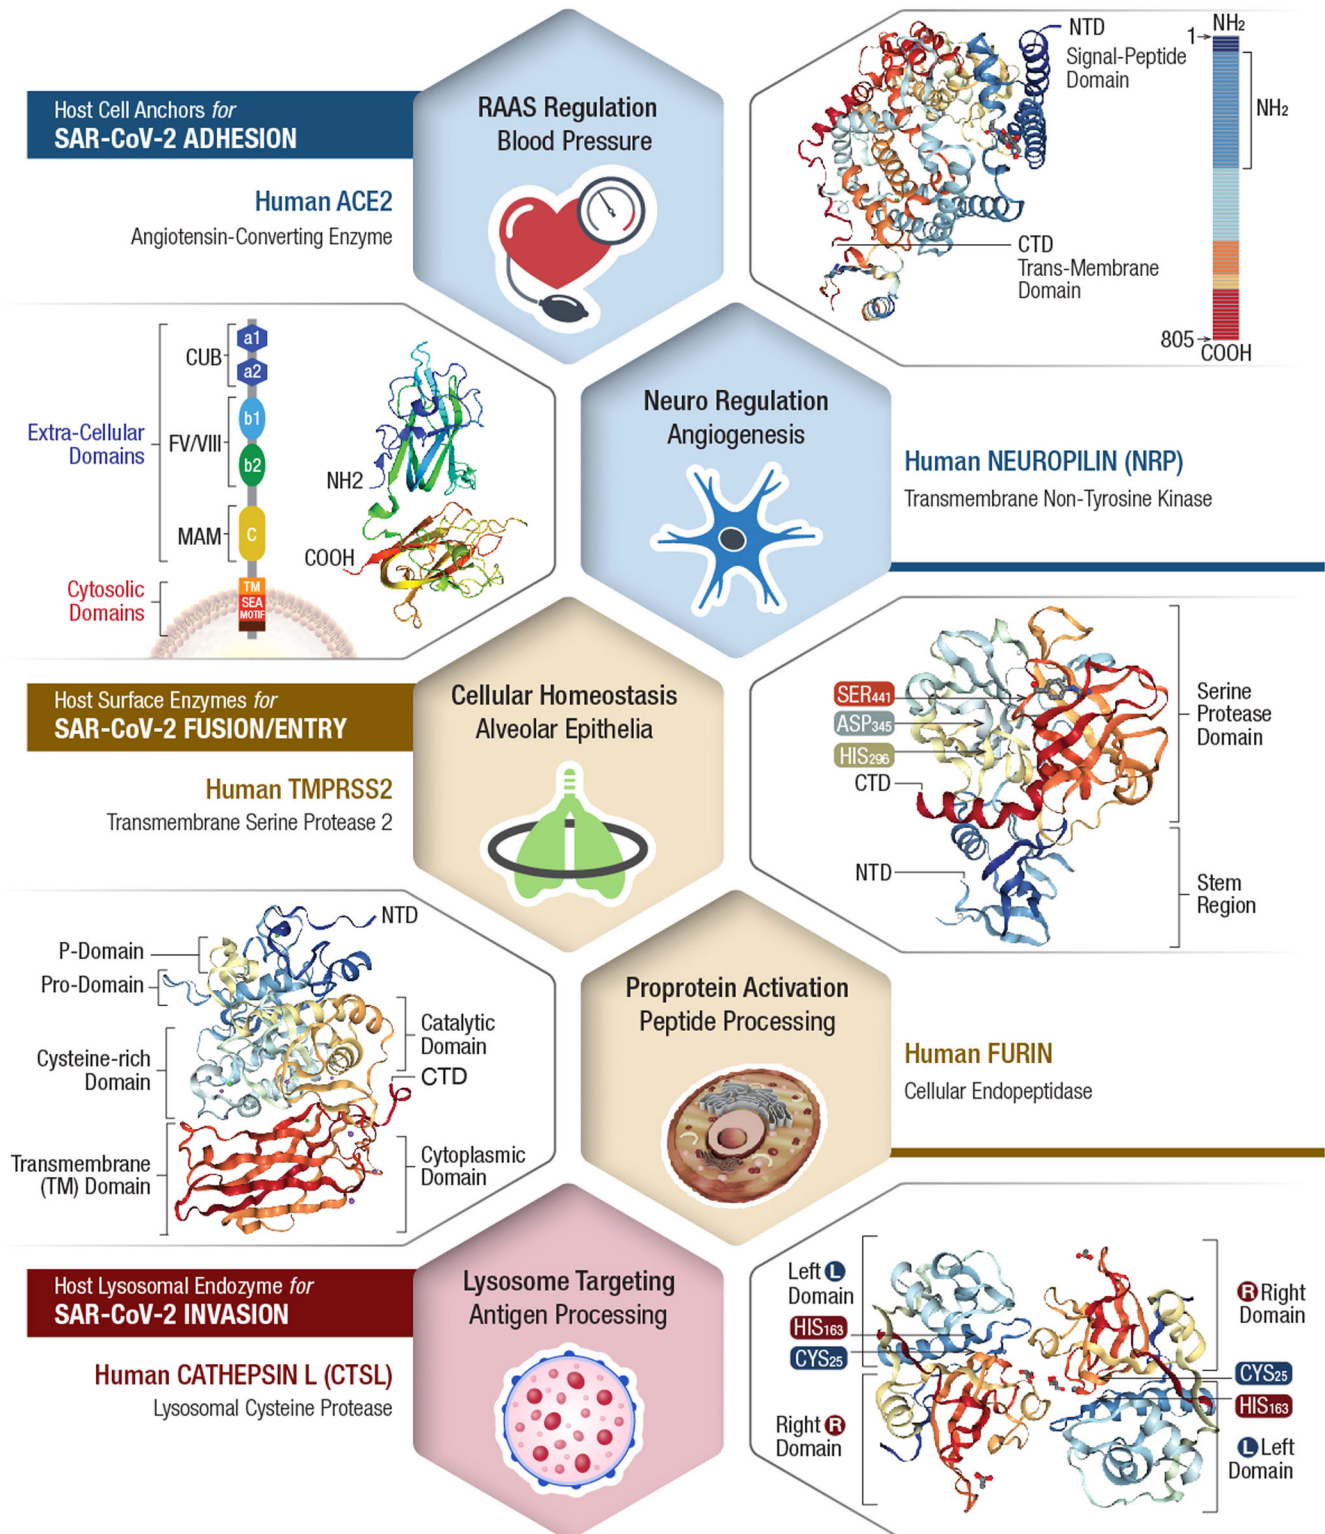 Host Cell Anchors for
SAR-CoV-2 ADHESION
Human ACE2
Angiotensin-Converting Enzyme
RAAS Regulation
Blood Pressure
NTD
Signal-Peptide
Domain
CTD
Trans-Membrane
Domain
NH2
1
NH2
805
COOH
Extra-Cellular
Domains
CUB
a1
a2
FV/VIII
b1
b2
MAM
C
Cytosolic
Domains
TM
SEA
MOTIF
NH2
COOH
Neuro Regulation
Angiogenesis
Human NEUROPILIN (NRP)
Transmembrane Non-Tyrosine Kinase
Host Surface Enzymes for
SAR-CoV-2 FUSION/ENTRY
Human TMPRSS2
Transmembrane Serine Protease 2
Cellular Homeostasis
Alveolar Epithelia
SER441
ASP345
HIS296
CTD
NTD
Serine
Protease
Domain
Stem
Region
NTD
P-Domain
Pro-Domain
Cysteine-rich
Domain
Transmembrane
(TM) Domain
Catalytic
Domain
CTD
Cytoplasmic
Domain
Proprotein Activation
Peptide Processing
Human FURIN
Cellular Endopeptidase
Host Lysosomal Endozyme for
SAR-CoV-2 INVASION
Human CATHEPSIN L (CTSL)
Lysosomal Cysteine Protease
Lysosome Targeting
Antigen Processing
Left L
Domain
HIS163
CYS25
Right R
Domain
R Right
Domain
CYS25
HIS163
L Left
Domain